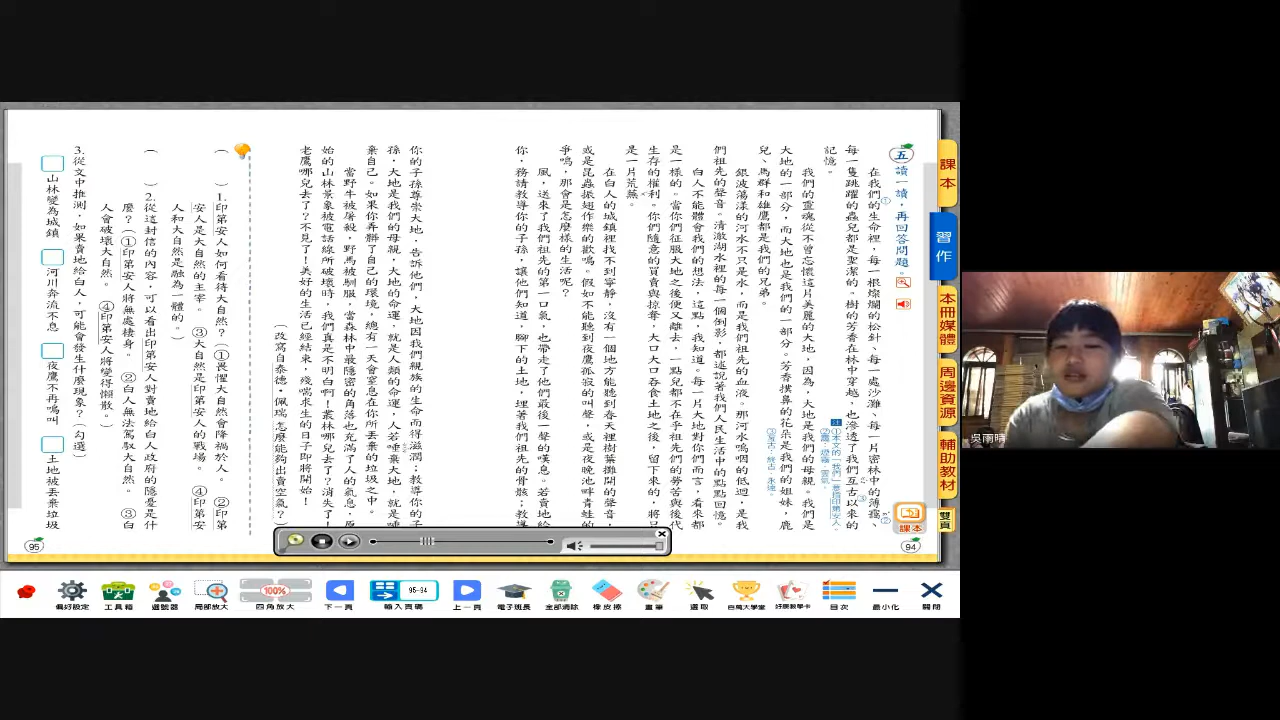 五
讀一讀，再回答問題。
在我們的生命裡，每一根燦爛的松針、每一處沙灘、每一片密林中的薄霭、
每一隻跳躍的蟲兒都是聖潔的。樹的芳香在林中穿越，也滲透了我們亙古以來的
記憶。
註
①本文的「我們」意指印第安人。
我們的靈魂從不曾忘懷這片美麗的大地，因為，大地是我們的母親。我們是
大地的一部分，而大地也是我們的一部分。芳香撲鼻的花朵是我們的姐妹，鹿
兒、馬群和雄鷹都是我們的兄弟。
銀波蕩漾的河水不只是水，而是我們祖先的血液。那河水嗚咽的低迴，是我
們祖先的聲音。清澈湖水裡的每一個倒影，都述說著我們人民生活中的點點回憶。
白人不能體會我們的想法，這點，我知道。每一片大地對你們而言，看來都
是一樣的。當你們征服大地之後便又離去，一點兒都不在乎祖先們的勞苦與後代
生存的權利。你們隨意的買賣與掠奪，大口大口吞食土地之後，留下來的，將只
是一片荒蕪。
在白人的城鎮裡找不到寧靜，沒有一個地方能聽到春天裡樹葉攤開的聲音，
或是昆蟲振翅作樂的歡鳴。假如不能聽到夜鷹孤寂的叫聲，或是夜晚池畔青蛙的
爭鳴，那會是怎麼樣的生活呢？
風，送來了我們祖先的第一口氣，也帶走了他們最後一聲的嘆息。若賣地給
你，務請教導你的子孫，讓他們知道，腳下的土地，埋著我們祖先的骨骸；教導
94
你的子孫尊崇大地，告訴他們，大地因我們親族的生命而得滋潤；教導你的子
孫，大地是我們的母親，大地的命運，就是人類的命運，人若唾棄大地，就是唾
棄自己。如果你弄髒了自己的環境，總有一天會窒息在你所丟棄的垃圾之中。
當野牛被屠殺，野馬被馴服，當森林中最隱密的角落也充滿了人的氣息，原
始的山林景象被電話線所破壞時，我們真是不明白啊！叢林哪兒去了？消失了！
老鷹哪兒去了？不見了！美好的生活已經結束，殘喘求生的日子即將開始！
（改寫自泰德．佩瑞 怎麼能夠出賣空氣？）
（　）1.印第安人如何看待大自然？（①畏懼大自然會降禍於人。 ②印第
安人是大自然的主宰。 ③大自然是印第安人的戰場。 ④印第安
人和大自然是融為一體的。）
（　）2.從這封信的內容，可以看出印第安人對賣地給白人政府的隱憂是什
麼？（①印第安人將無處棲身。 ②白人無法駕馭大自然。 ③白
人會破壞大自然。 ④印第安人將變得懶散。）
3.從文中推測，如果賣地給白人，可能會發生什麼現象？（勾選）
□山林變為城鎮 □河川奔流不息 □夜鷹不再鳴叫 □土地被丟棄垃圾
95
課本
習作
本冊媒體
周邊資源
輔助教材
雙頁
課本
吳雨晴
偏好設定
工具箱
選號器
局部放大
100%
四角放大
下一頁
95-94
輸入頁碼
上一頁
電子班長
全部清除
橡皮擦
畫筆
選取
百萬大學堂
好康教學卡
目次
最小化
關閉